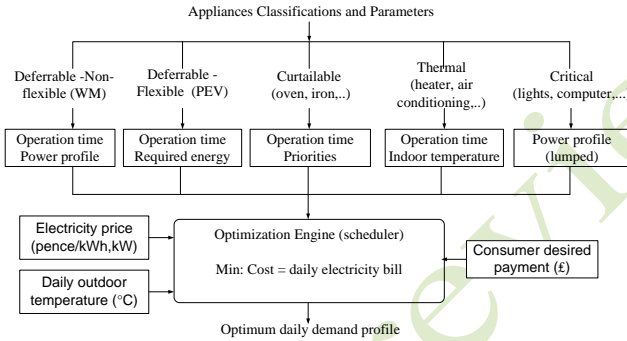 Appliances Classifications and Parameters
Deferrable -Non-
flexible (WM)
Deferrable -
Flexible (PEV)
Curtailable
(oven, iron,..)
Thermal
(heater, air
conditioning,..)
Critical
(lights, computer,...)
Operation time
Power profile
Operation time
Required energy
Operation time
Priorities
Operation time
Indoor temperature
Power profile
(lumped)
Electricity price
(pence/kWh,kW)
Daily outdoor
temperature (°C)
Optimization Engine (scheduler)
Min: Cost = daily electricity bill
Consumer desired
payment (£)
Optimum daily demand profile